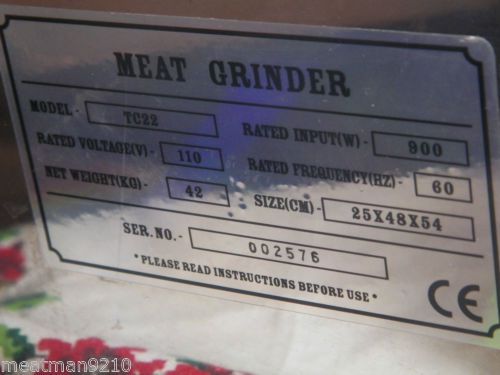 MEAT GRINDER
MODEL - TC22 RATED INPUT(W) - 900
RATED VOLTAGE(V) - 110 RATED FREQUENCY(HZ) - 60
NET WEIGHT(KG) - 42 SIZE(CM) - 25X48X54
SER.NO. - 002576
* PLEASE READ INSTRUCTIONS BEFORE USE *
CE
meatman9210